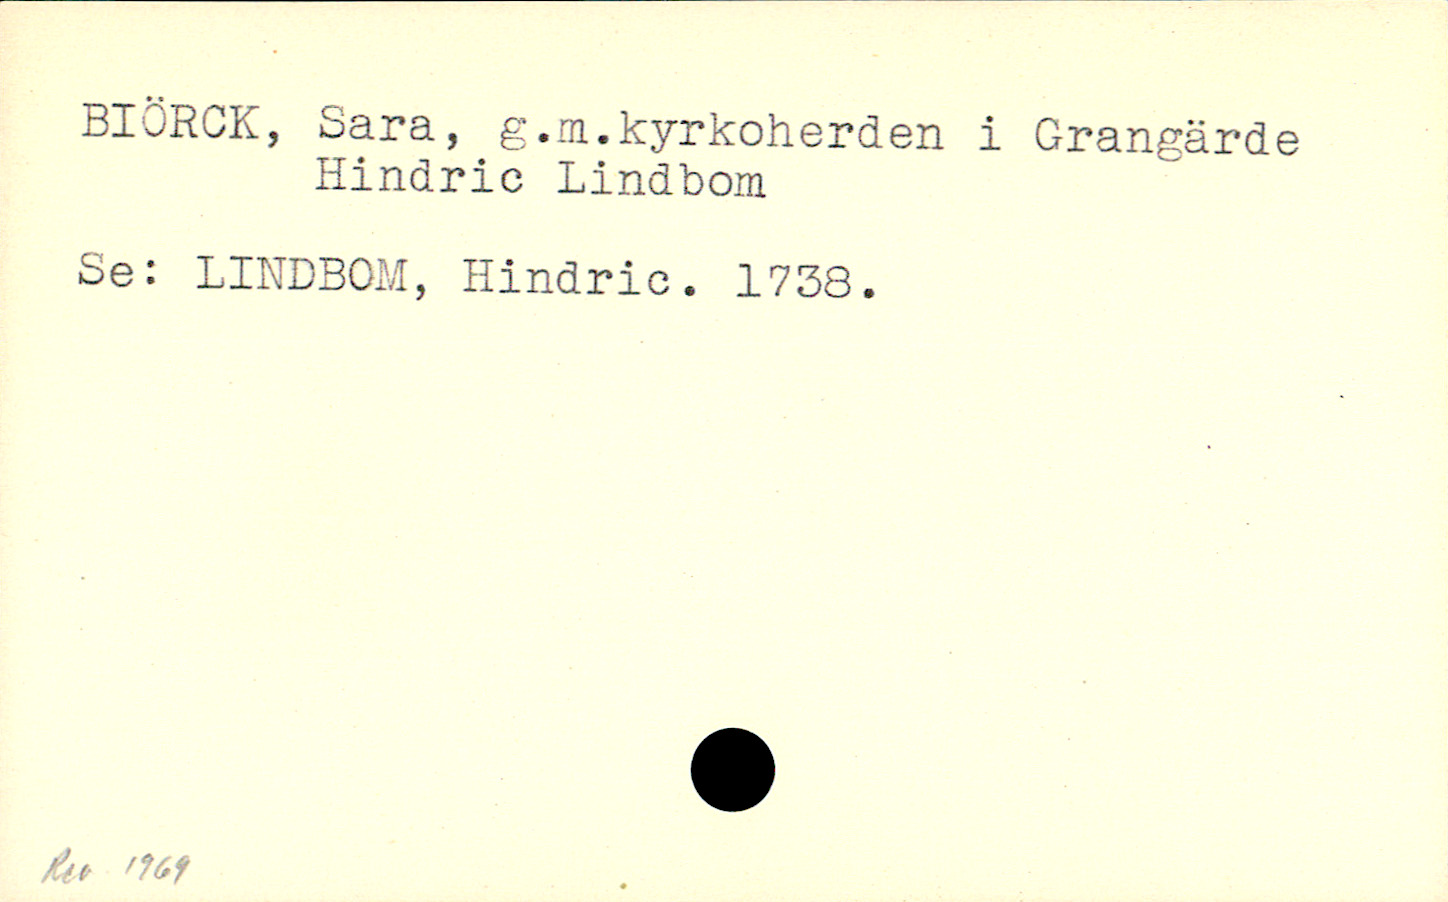 BIÖRCK, Sara, g.m.kyrkoherden i Grangärde
Hindric Lindbom
Se: LINDBOM, Hindric. 1738.
Rev 1969